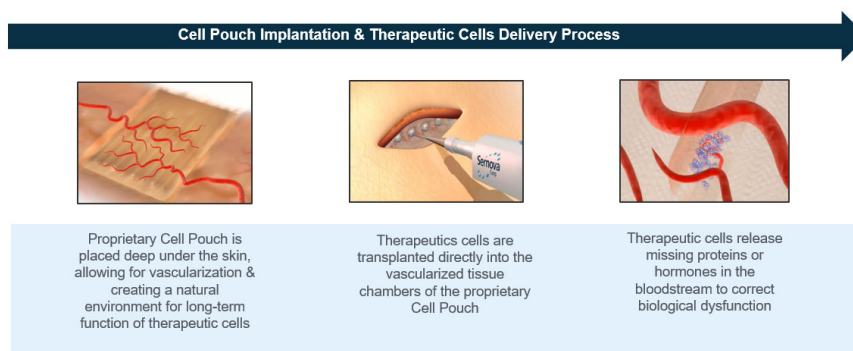 Cell Pouch Implantation & Therapeutic Cells Delivery Process
Sernova
Proprietary Cell Pouch is
placed deep under the skin,
allowing for vascularization &
creating a natural
environment for long-term
function of therapeutic cells
Therapeutics cells are
transplanted directly into the
vascularized tissue
chambers of the proprietary
Cell Pouch
Therapeutic cells release
missing proteins or
hormones in the
bloodstream to correct
biological dysfunction